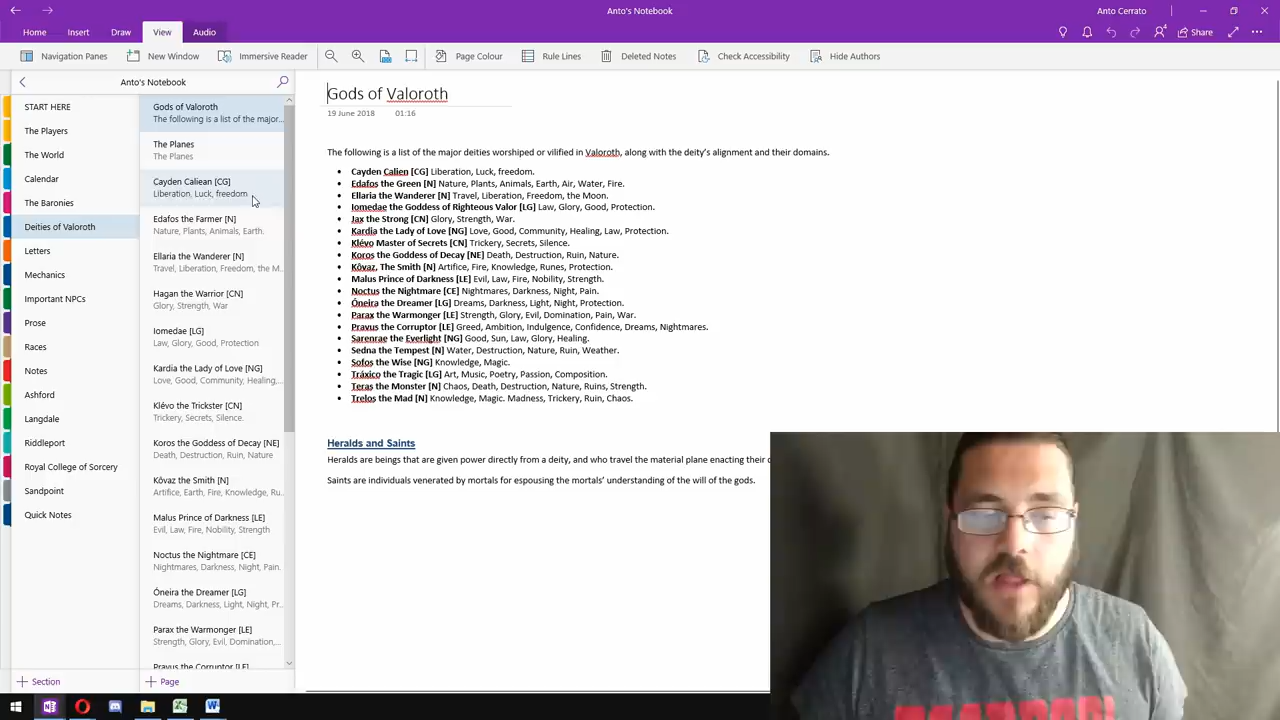 Anto's Notebook
Anto Cerrato
Home
Insert
Draw
View
Audio
Share
Navigation Panes
New Window
Immersive Reader
Page Colour
Rule Lines
Deleted Notes
Check Accessibility
Hide Authors
Anto's Notebook
START HERE
The Players
The World
Calendar
The Baronies
Deities of Valoroth
Letters
Mechanics
Important NPCs
Prose
Races
Notes
Ashford
Langdale
Riddleport
Royal College of Sorcery
Sandpoint
Quick Notes
Section
Gods of Valoroth
The following is a list of the major...
The Planes
The Planes
Cayden Caliean [CG]
Liberation, Luck, freedom
Edafos the Farmer [N]
Nature, Plants, Animals, Earth.
Ellaria the Wanderer [N]
Travel, Liberation, Freedom, the M...
Hagan the Warrior [CN]
Glory, Strength, War
Iomedae [LG]
Law, Glory, Good, Protection
Kardia the Lady of Love [NG]
Love, Good, Community, Healing,...
Klévo the Trickster [CN]
Trickery, Secrets, Silence.
Koros the Goddess of Decay [NE]
Death, Destruction, Ruin, Nature
Kôvaz the Smith [N]
Artifice, Earth, Fire, Knowledge, Ru...
Malus Prince of Darkness [LE]
Evil, Law, Fire, Nobility, Strength
Noctus the Nightmare [CE]
Nightmares, Darkness, Night, Pain.
Óneira the Dreamer [LG]
Dreams, Darkness, Light, Night, Pr...
Parax the Warmonger [LE]
Strength, Glory, Evil, Domination,...
Pravus the Corruptor [LE]
Page
Gods of Valoroth
19 June 2018 01:16
The following is a list of the major deities worshiped or vilified in Valoroth, along with the deity's alignment and their domains.
• Cayden Calien [CG] Liberation, Luck, freedom.
• Edafos the Green [N] Nature, Plants, Animals, Earth, Air, Water, Fire.
• Ellaria the Wanderer [N] Travel, Liberation, Freedom, the Moon.
• Iomedae the Goddess of Righteous Valor [LG] Law, Glory, Good, Protection.
• Jax the Strong [CN] Glory, Strength, War.
• Kardia the Lady of Love [NG] Love, Good, Community, Healing, Law, Protection.
• Klévo Master of Secrets [CN] Trickery, Secrets, Silence.
• Koros the Goddess of Decay [NE] Death, Destruction, Ruin, Nature.
• Kôvaz, The Smith [N] Artifice, Fire, Knowledge, Runes, Protection.
• Malus Prince of Darkness [LE] Evil, Law, Fire, Nobility, Strength.
• Noctus the Nightmare [CE] Nightmares, Darkness, Night, Pain.
• Óneira the Dreamer [LG] Dreams, Darkness, Light, Night, Protection.
• Parax the Warmonger [LE] Strength, Glory, Evil, Domination, Pain, War.
• Pravus the Corruptor [LE] Greed, Ambition, Indulgence, Confidence, Dreams, Nightmares.
• Sarenrae the Everlight [NG] Good, Sun, Law, Glory, Healing.
• Sedna the Tempest [N] Water, Destruction, Nature, Ruin, Weather.
• Sofos the Wise [NG] Knowledge, Magic.
• Tráxico the Tragic [LG] Art, Music, Poetry, Passion, Composition.
• Teras the Monster [N] Chaos, Death, Destruction, Nature, Ruins, Strength.
• Trelos the Mad [N] Knowledge, Magic. Madness, Trickery, Ruin, Chaos.
Heralds and Saints
Heralds are beings that are given power directly from a deity, and who travel the material plane enacting their
Saints are individuals venerated by mortals for espousing the mortals' understanding of the will of the gods.